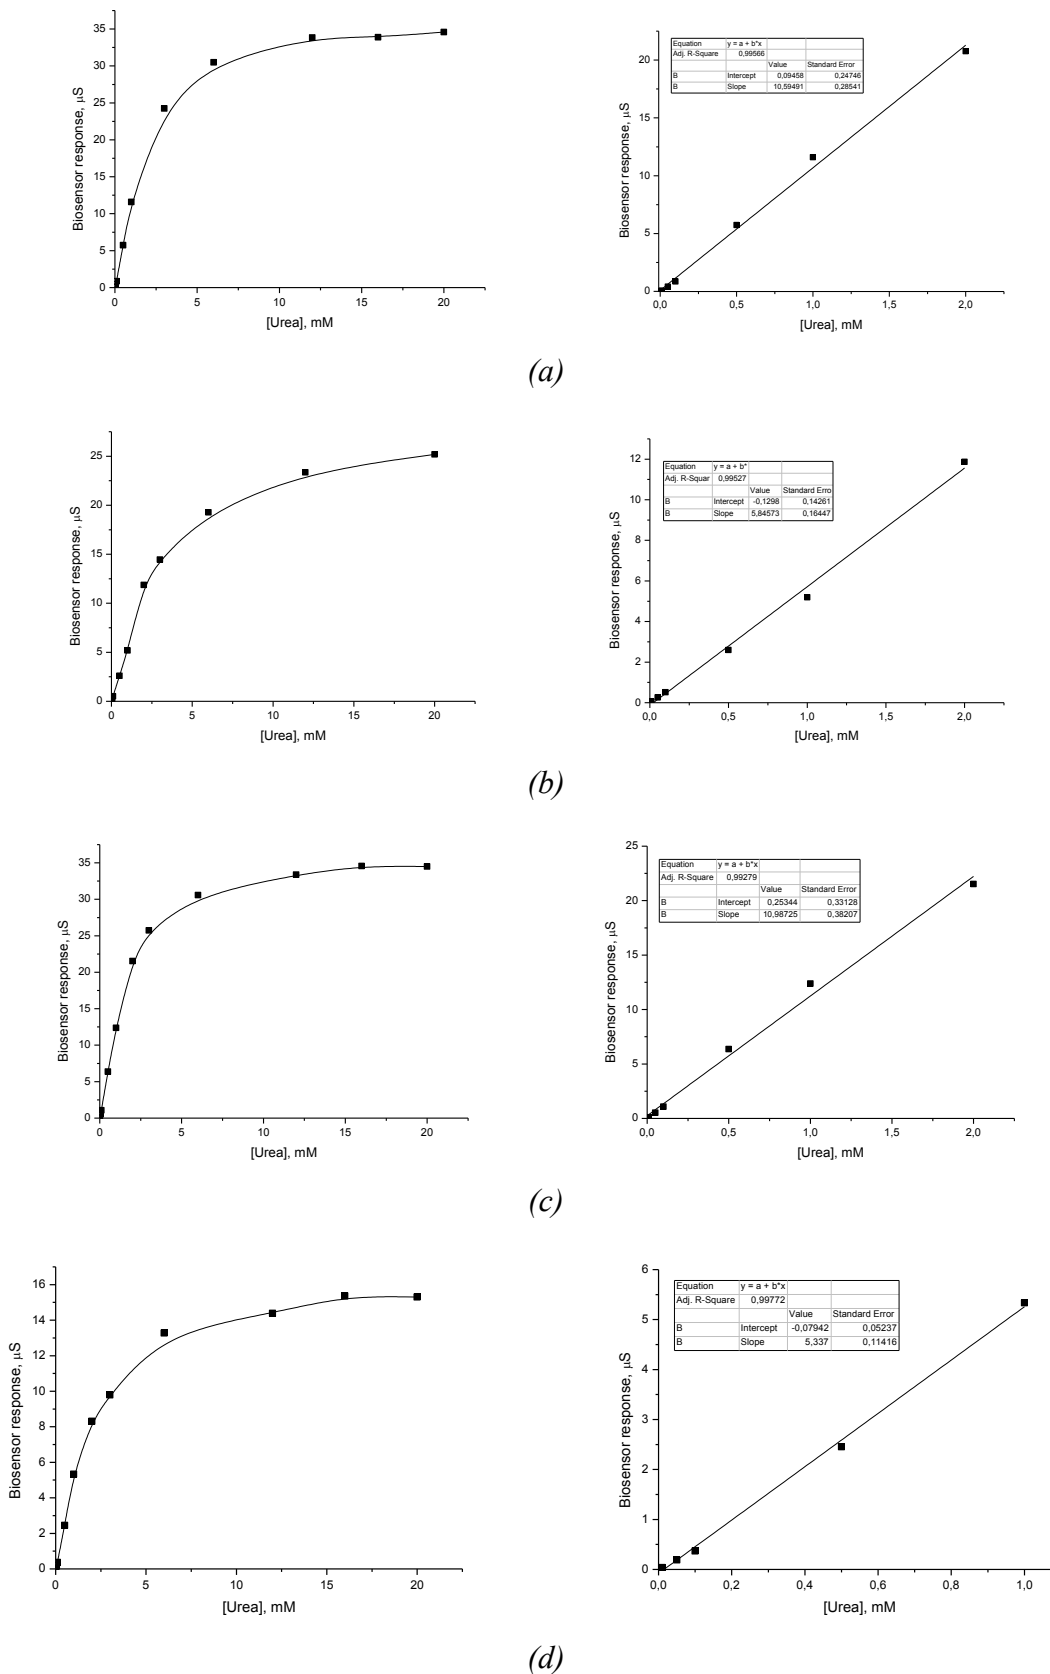 Biosensor response, µS
35
30
25
20
15
10
5
0
0 5 10 15 20
[Urea], mM
Biosensor response, µS
20
15
10
5
0
0,0 0,5 1,0 1,5 2,0
[Urea], mM
Equation y = a + b*x
Adj. R-Square 0,99566
Value Standard Error
B Intercept 0,09458 0,24746
B Slope 10,59491 0,28541
(a)
Biosensor response, µS
25
20
15
10
5
0
0 5 10 15 20
[Urea], mM
Biosensor response, µS
12
10
8
6
4
2
0
0,0 0,5 1,0 1,5 2,0
[Urea], mM
Equation y = a + b*
Adj. R-Squar 0,99527
Value Standard Erro
B Intercept -0,1298 0,14261
B Slope 5,84573 0,16447
(b)
Biosensor response, µS
35
30
25
20
15
10
5
0
0 5 10 15 20
[Urea], mM
Biosensor response, µS
25
20
15
10
5
0
0,0 0,5 1,0 1,5 2,0
[Urea], mM
Equation y = a + b*x
Adj. R-Square 0,99279
Value Standard Error
B Intercept 0,25344 0,33128
B Slope 10,98725 0,38207
(c)
Biosensor response, µS
16
14
12
10
8
6
4
2
0
0 5 10 15 20
[Urea], mM
Biosensor response, µS
6
5
4
3
2
1
0
0,0 0,2 0,4 0,6 0,8 1,0
[Urea], mM
Equation y = a + b*x
Adj. R-Square 0,99772
Value Standard Error
B Intercept -0,07942 0,05237
B Slope 5,337 0,11416
(d)